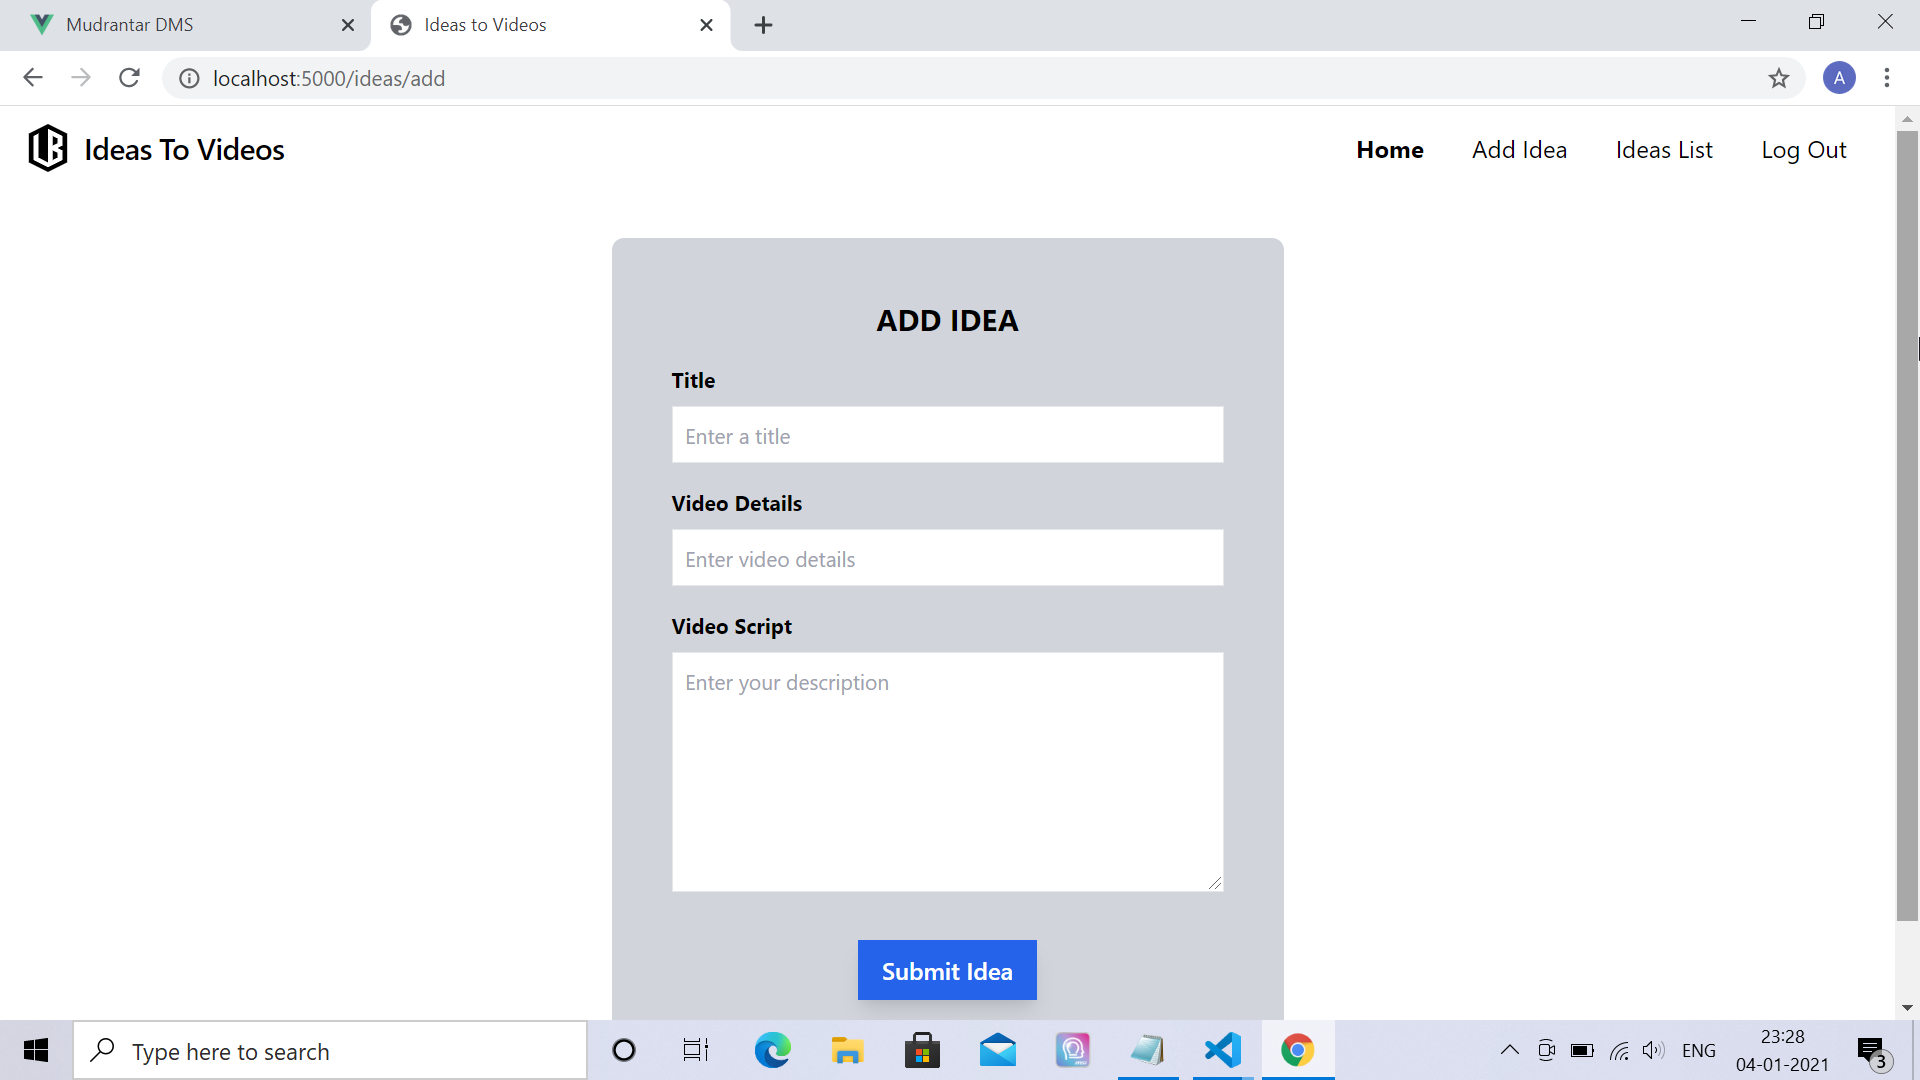 Mudrantar DMS
Ideas to Videos
localhost:5000/ideas/add
A
Ideas To Videos
Home
Add Idea
Ideas List
Log Out
ADD IDEA
Title
Enter a title
Video Details
Enter video details
Video Script
Enter your description
Submit Idea
Type here to search
ENG
23:28
04-01-2021
3